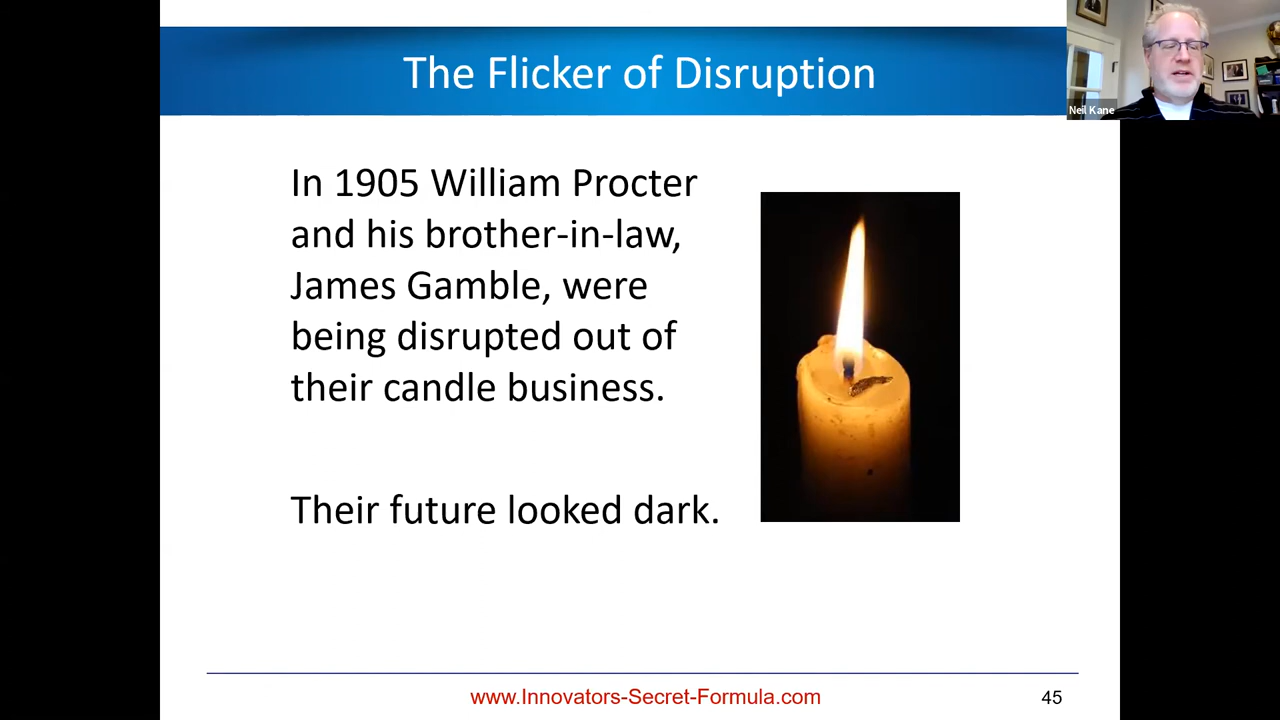 The Flicker of Disruption
Neil Kane
In 1905 William Procter
and his brother-in-law,
James Gamble, were
being disrupted out of
their candle business.
Their future looked dark.
www.Innovators-Secret-Formula.com
45